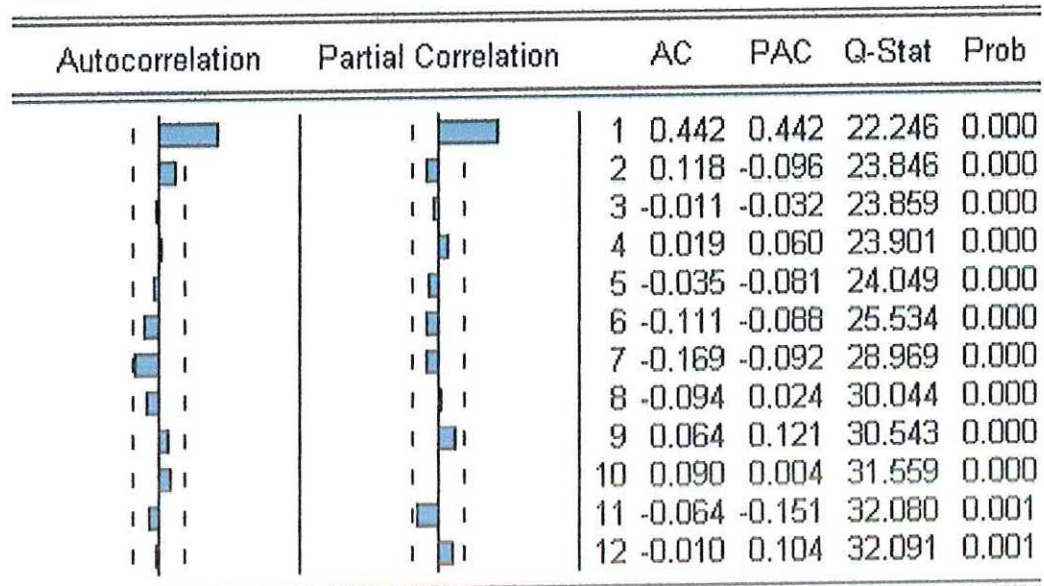 Autocorrelation Partial Correlation AC PAC Q-Stat Prob
1 0.442 0.442 22.246 0.000
2 0.118 -0.096 23.846 0.000
3 -0.011 -0.032 23.859 0.000
4 0.019 0.060 23.901 0.000
5 -0.035 -0.081 24.049 0.000
6 -0.111 -0.088 25.534 0.000
7 -0.169 -0.092 28.969 0.000
8 -0.094 0.024 30.044 0.000
9 0.064 0.121 30.543 0.000
10 0.090 0.004 31.559 0.000
11 -0.064 -0.151 32.080 0.001
12 -0.010 0.104 32.091 0.001